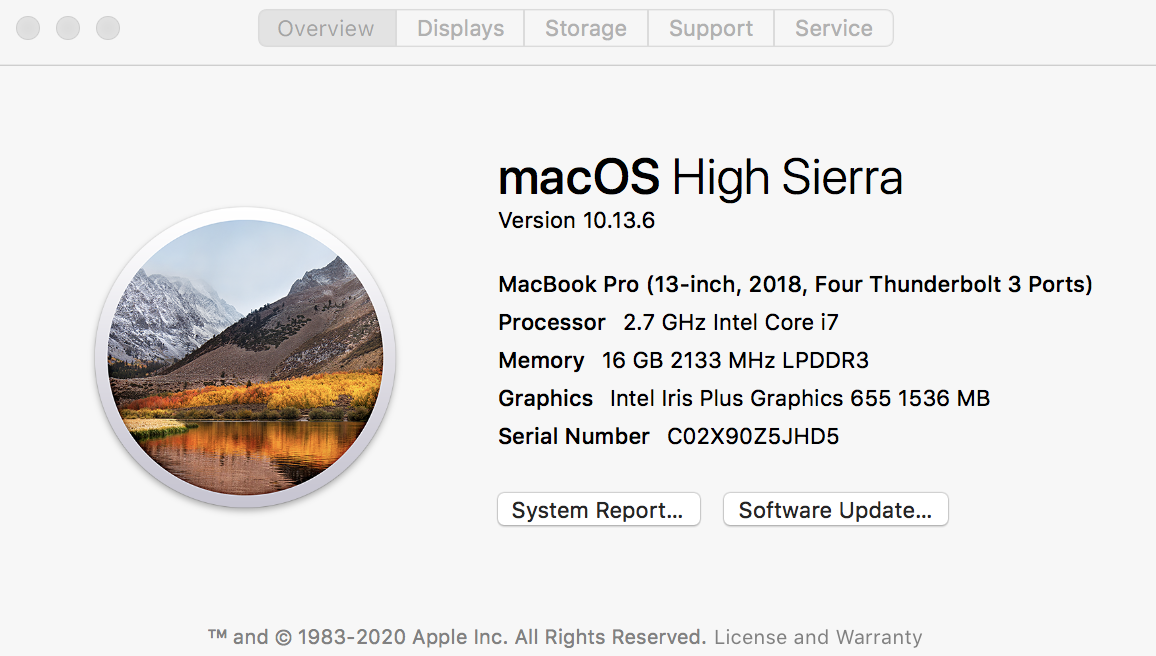 Overview Displays Storage Support Service
macOS High Sierra
Version 10.13.6
MacBook Pro (13-inch, 2018, Four Thunderbolt 3 Ports)
Processor 2.7 GHz Intel Core i7
Memory 16 GB 2133 MHz LPDDR3
Graphics Intel Iris Plus Graphics 655 1536 MB
Serial Number C02X90Z5JHD5
System Report... Software Update...
™ and © 1983-2020 Apple Inc. All Rights Reserved. License and Warranty